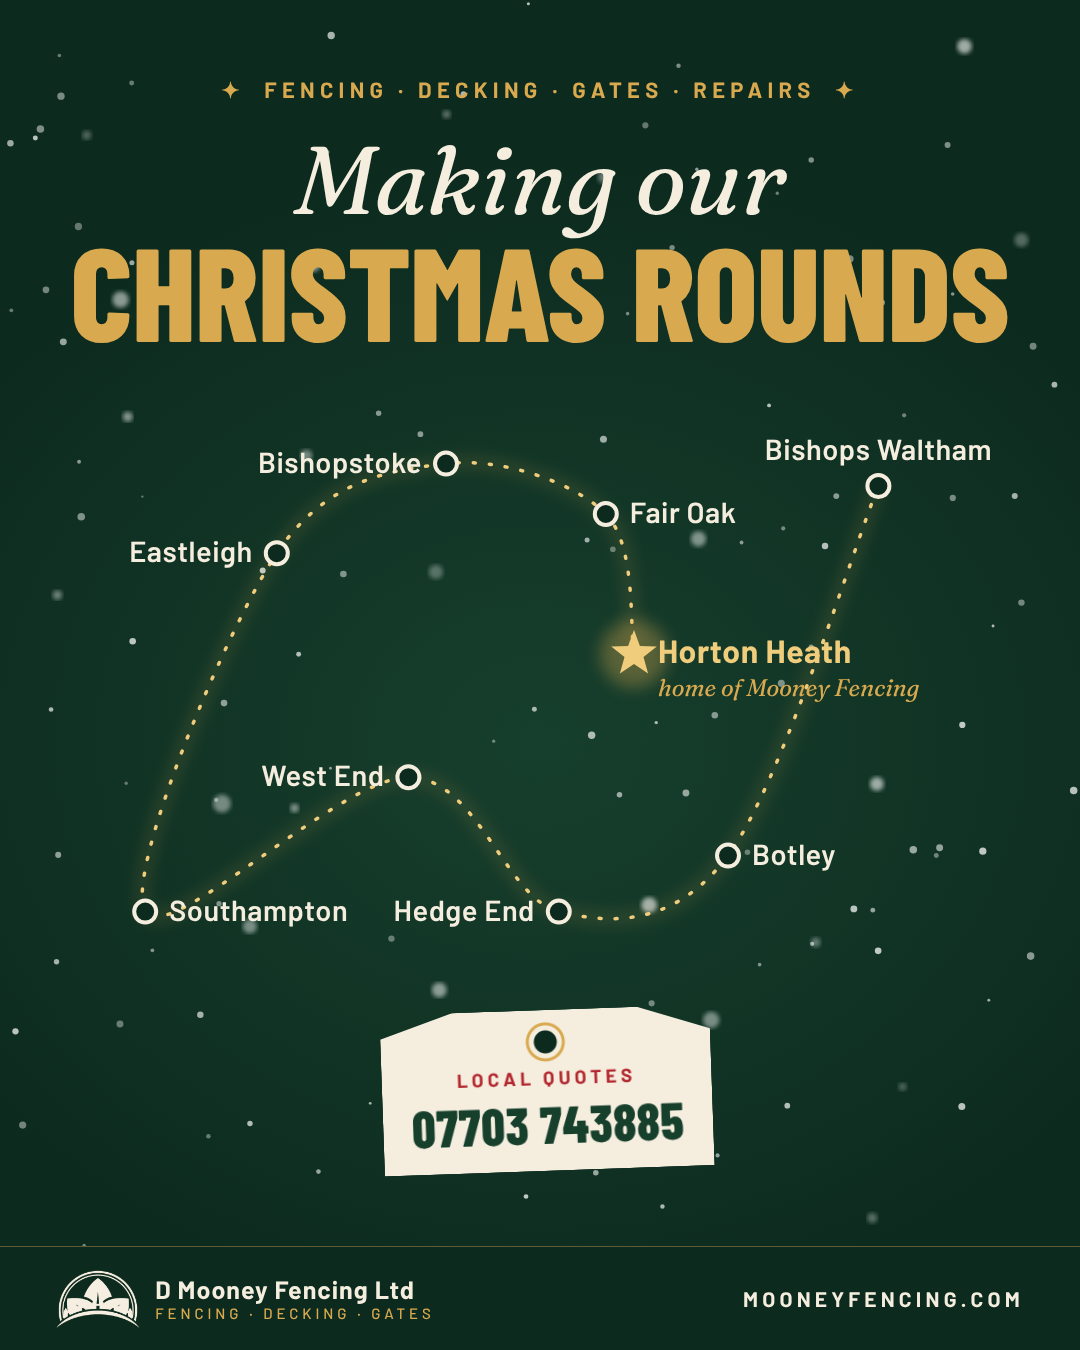 FENCING · DECKING · GATES · REPAIRS
Making our
CHRISTMAS ROUNDS
Bishops Waltham
Bishopstoke
Fair Oak
Eastleigh
Horton Heath
home of Mooney Fencing
West End
Botley
Southampton
Hedge End
LOCAL QUOTES
07703 743885
D Mooney Fencing Ltd
FENCING · DECKING · GATES
MOONEYFENCING.COM